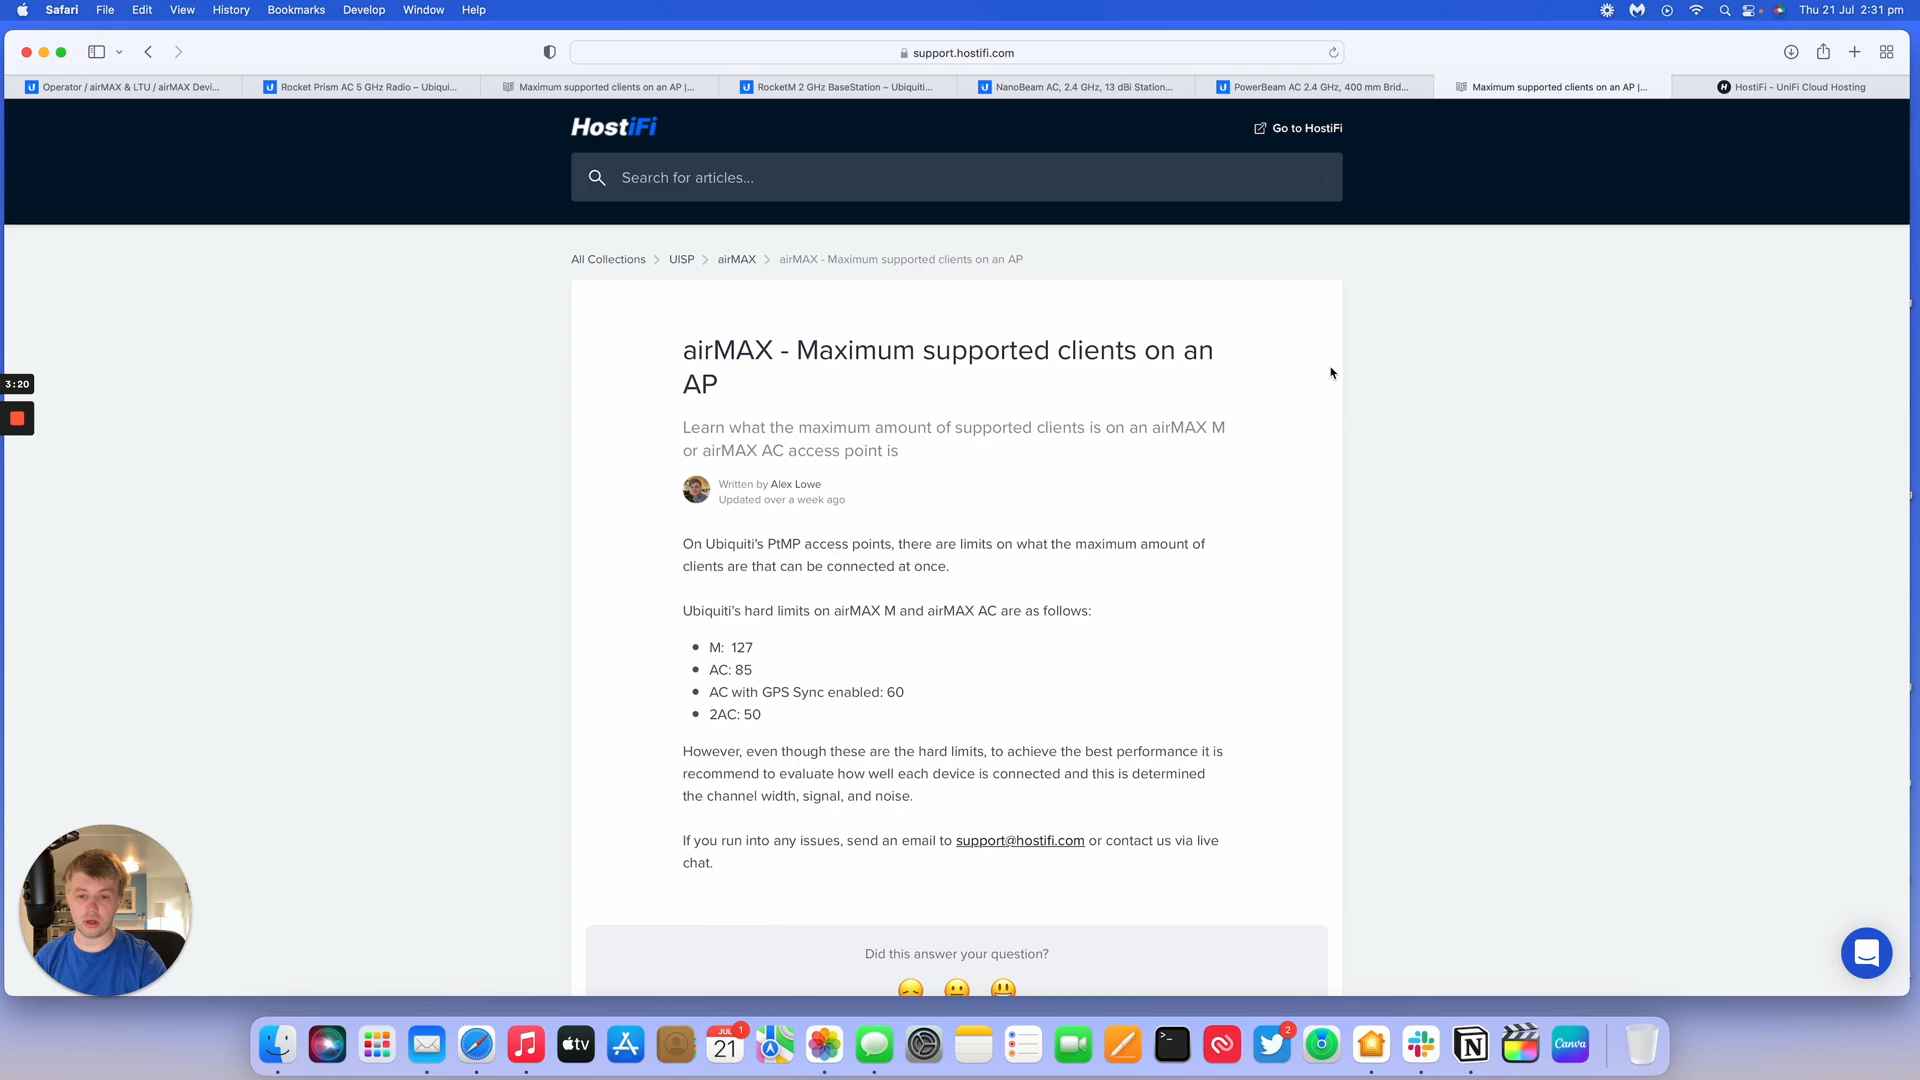 Safari File Edit View History Bookmarks Develop Window Help Thu 21 Jul 2:31 pm
support.hostifi.com
Operator / airMAX & LTU / airMAX Devi... Rocket Prism AC 5 GHz Radio – Ubiqui... Maximum supported clients on an AP |... RocketM 2 GHz BaseStation – Ubiquiti... NanoBeam AC, 2.4 GHz, 13 dBi Station... PowerBeam AC 2.4 GHz, 400 mm Brid... Maximum supported clients on an AP |... HostiFi - UniFi Cloud Hosting
HostiFi Go to HostiFi
Search for articles...
All Collections > UISP > airMAX > airMAX - Maximum supported clients on an AP
airMAX - Maximum supported clients on an
AP
3:20
Learn what the maximum amount of supported clients is on an airMAX M
or airMAX AC access point is
Written by Alex Lowe
Updated over a week ago
On Ubiquiti's PtMP access points, there are limits on what the maximum amount of
clients are that can be connected at once.
Ubiquiti's hard limits on airMAX M and airMAX AC are as follows:
• M: 127
• AC: 85
• AC with GPS Sync enabled: 60
• 2AC: 50
However, even though these are the hard limits, to achieve the best performance it is
recommend to evaluate how well each device is connected and this is determined
the channel width, signal, and noise.
If you run into any issues, send an email to support@hostifi.com or contact us via live
chat.
Did this answer your question?
tv JUL 21 1 2 N Canva